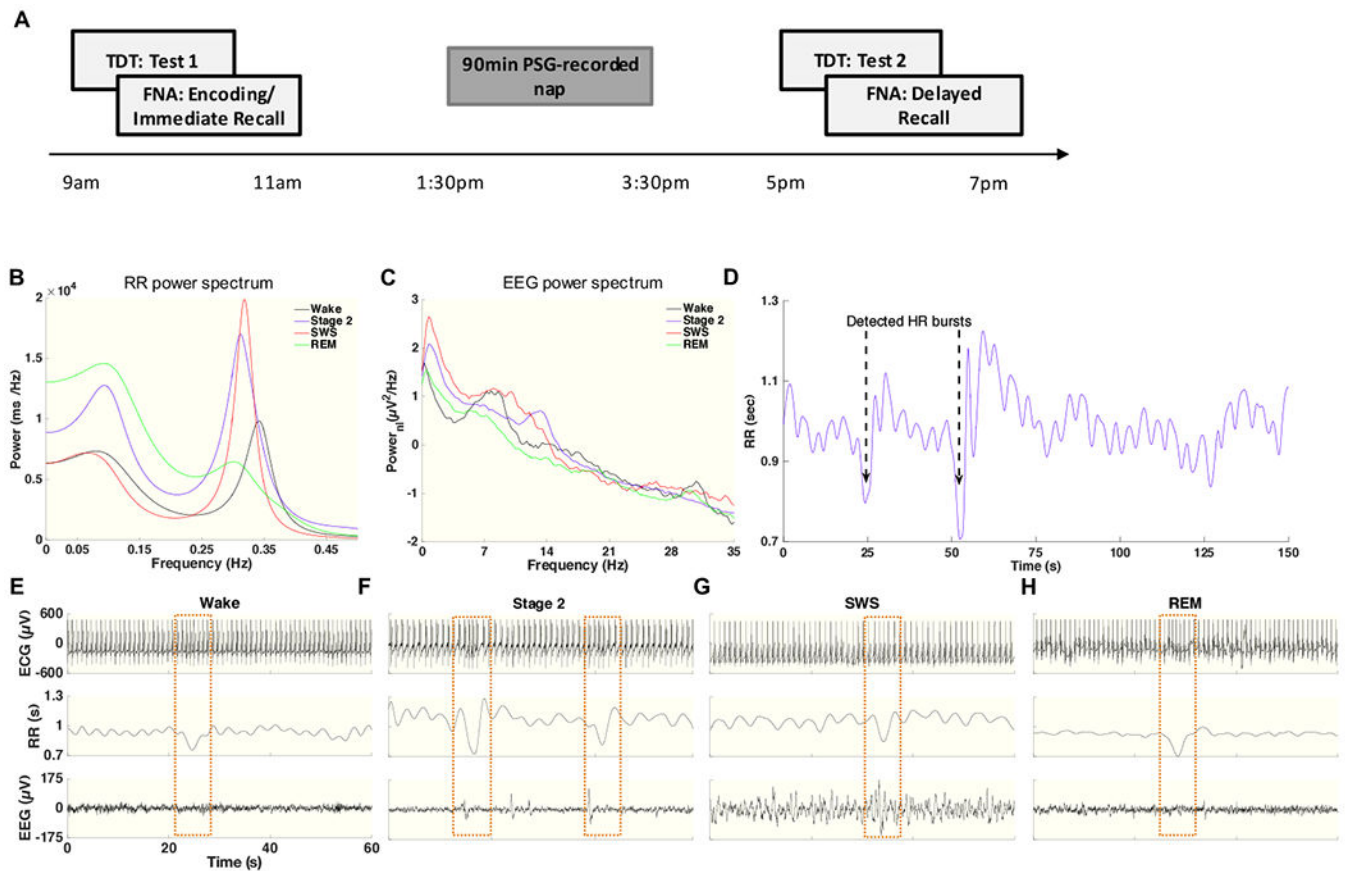 A
TDT: Test 1
FNA: Encoding/
Immediate Recall
90min PSG-recorded
nap
TDT: Test 2
FNA: Delayed
Recall
9am
11am
1:30pm
3:30pm
5pm
7pm
B
RR power spectrum
× 10⁴
2
1.5
1
0.5
0
Power (ms /Hz)
0
0.05
0.15
0.25
0.35
0.45
Frequency (Hz)
Wake
Stage 2
SWS
REM
C
EEG power spectrum
3
2
1
0
-1
-2
Power nl (µV²/Hz)
0
7
14
21
28
35
Frequency (Hz)
Wake
Stage 2
SWS
REM
D
1.3
1.1
0.9
0.7
RR (sec)
Detected HR bursts
0
25
50
75
100
125
150
Time (s)
E
Wake
600
0
-600
ECG (µV)
1.3
1
0.7
RR (s)
175
0
-175
EEG (µV)
0
20
40
60
Time (s)
F
Stage 2
G
SWS
H
REM